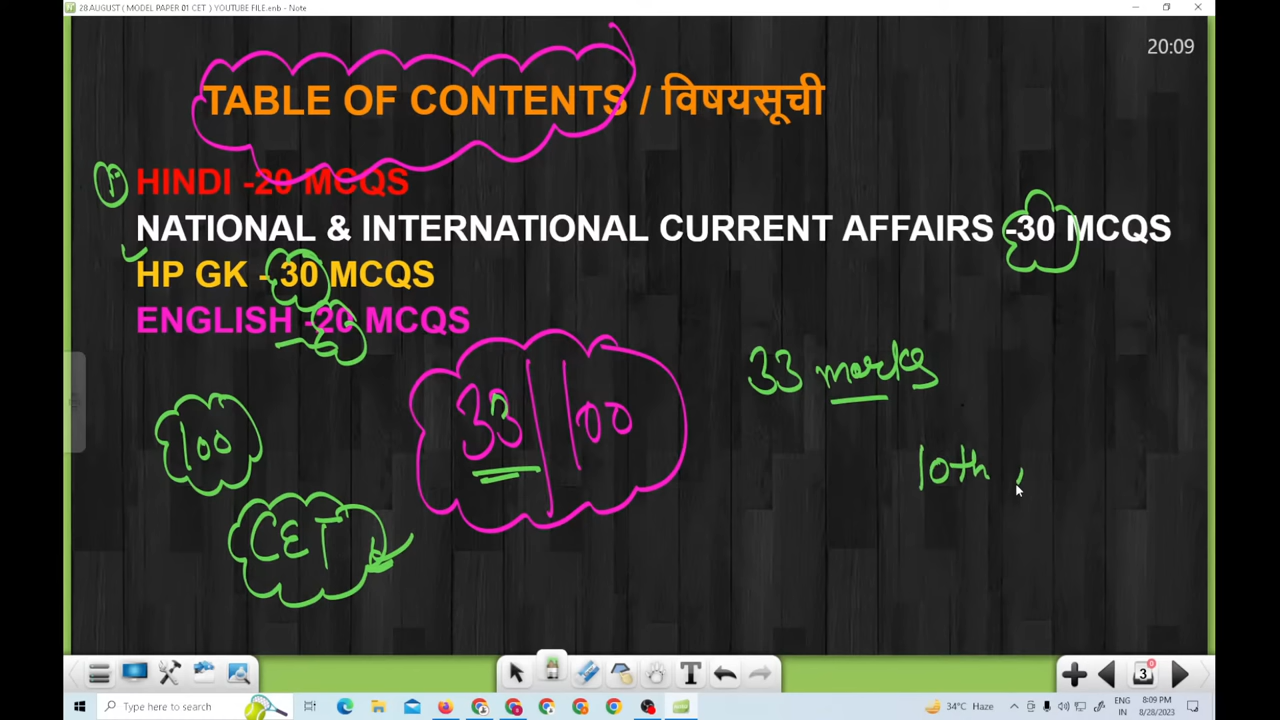 28 AUGUST ( MODEL PAPER 01 CET ) YOUTUBE FILE.enb - Note
20:09
TABLE OF CONTENTS / विषयसूची
HINDI -20 MCQS
NATIONAL & INTERNATIONAL CURRENT AFFAIRS -30 MCQS
HP GK - 30 MCQS
ENGLISH -20 MCQS
33 marks
33 100
100
10th
CET
3
0
Type here to search
34°C Haze
ENG
IN
8:09 PM
8/28/2023